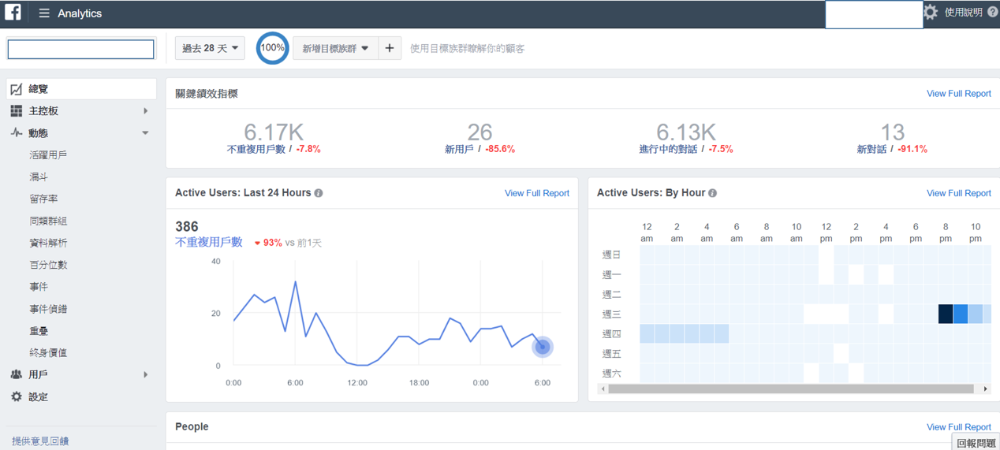 Analytics
使用說明
過去 28 天
100%
新增目標族群
+
使用目標族群瞭解你的顧客
總覽
主控板
動態
活躍用戶
漏斗
留存率
同類群組
資料解析
百分位數
事件
事件偵錯
重疊
終身價值
用戶
設定
提供意見回饋
關鍵績效指標
View Full Report
6.17K
不重複用戶數 / -7.8%
26
新用戶 / -85.6%
6.13K
進行中的對話 / -7.5%
13
新對話 / -91.1%
Active Users: Last 24 Hours
View Full Report
386
不重複用戶數 93% vs 前1天
40
20
0
0:00 6:00 12:00 18:00 0:00 6:00
Active Users: By Hour
View Full Report
12 2 4 6 8 10 12 2 4 6 8 10
am am am am am am pm pm pm pm pm pm
週日
週一
週二
週三
週四
週五
週六
People
View Full Report
回報問題